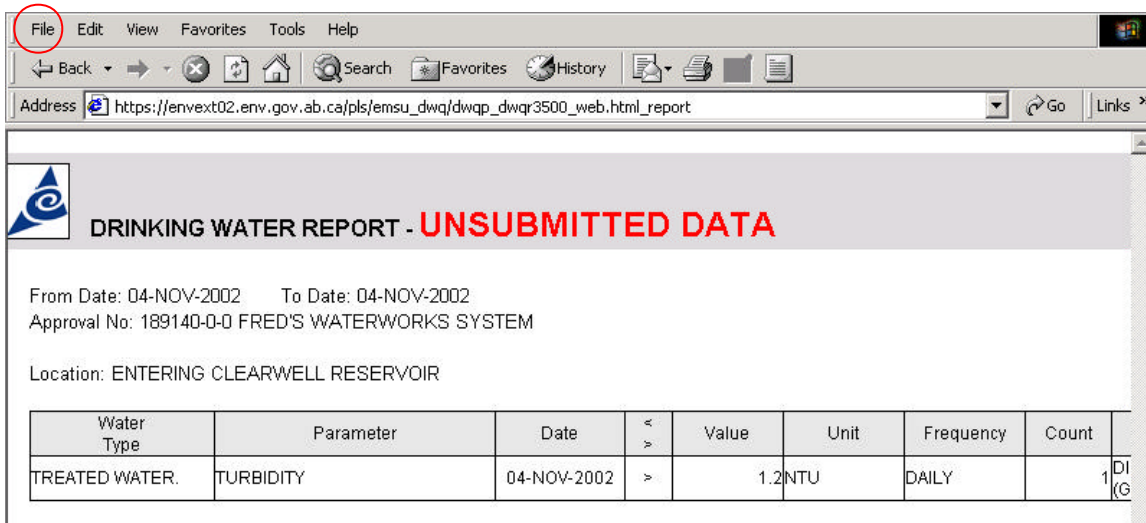 File Edit View Favorites Tools Help
Back Search Favorites History
Address https://envext02.env.gov.ab.ca/pls/emsu_dwq/dwqp_dwqr3500_web.html_report Go Links »
DRINKING WATER REPORT - UNSUBMITTED DATA
From Date: 04-NOV-2002 To Date: 04-NOV-2002
Approval No: 189140-0-0 FRED'S WATERWORKS SYSTEM
Location: ENTERING CLEARWELL RESERVOIR
Water Type Parameter Date < > Value Unit Frequency Count
TREATED WATER. TURBIDITY 04-NOV-2002 > 1.2 NTU DAILY 1 DI
(G